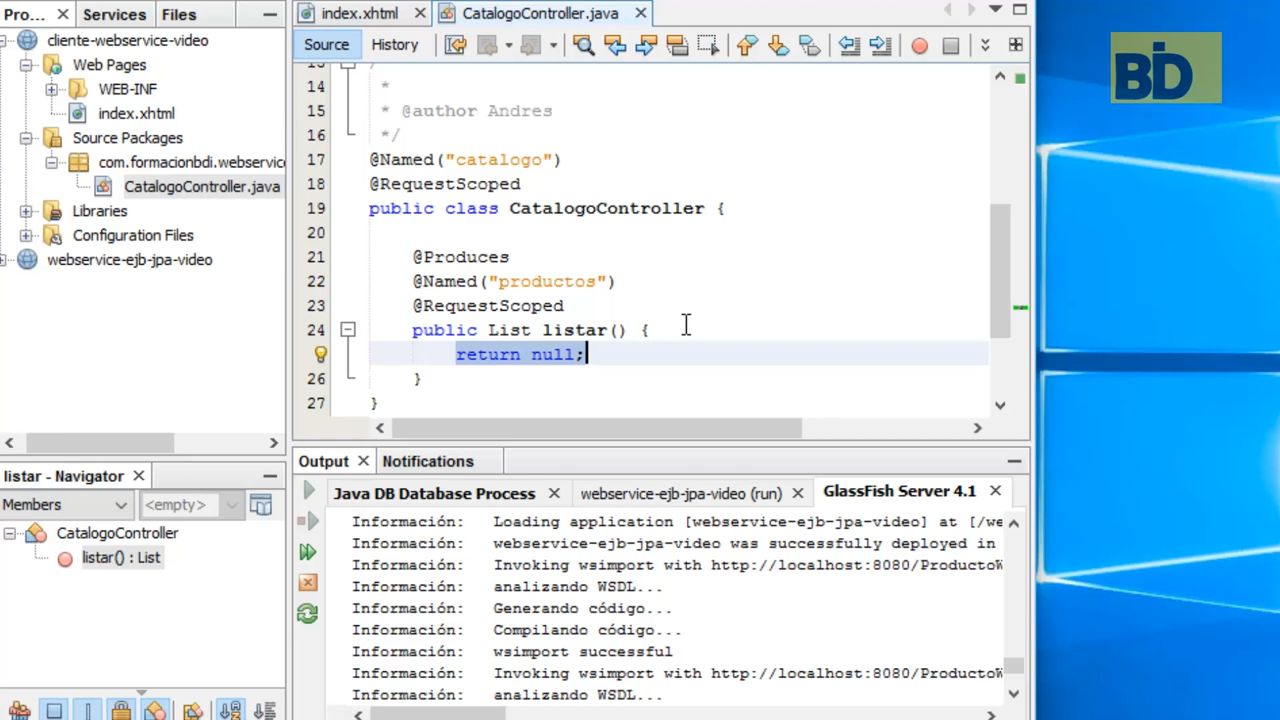 Pro...
Services
Files
cliente-webservice-video
Web Pages
WEB-INF
index.xhtml
Source Packages
com.formacionbdi.webservice
CatalogoController.java
Libraries
Configuration Files
webservice-ejb-jpa-video
listar - Navigator
Members
<empty>
CatalogoController
listar() : List
index.xhtml
CatalogoController.java
Source
History
14 *
15 * @author Andres
16 */
17 @Named("catalogo")
18 @RequestScoped
19 public class CatalogoController {
20
21 @Produces
22 @Named("productos")
23 @RequestScoped
24 public List listar() {
return null;
26 }
27 }
Output
Notifications
Java DB Database Process
webservice-ejb-jpa-video (run)
GlassFish Server 4.1
Información: Loading application [webservice-ejb-jpa-video] at [/we
Información: webservice-ejb-jpa-video was successfully deployed in
Información: Invoking wsimport with http://localhost:8080/ProductoW
Información: analizando WSDL...
Información: Generando código...
Información: Compilando código...
Información: wsimport successful
Información: Invoking wsimport with http://localhost:8080/ProductoW
Información: analizando WSDL...
BDI